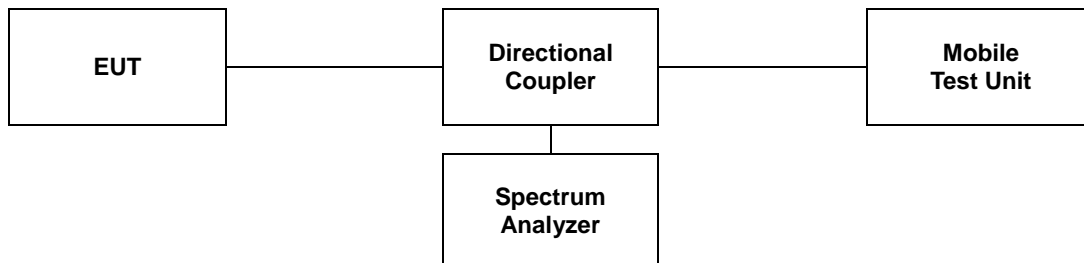 EUT
Directional
Coupler
Mobile
Test Unit
Spectrum
Analyzer